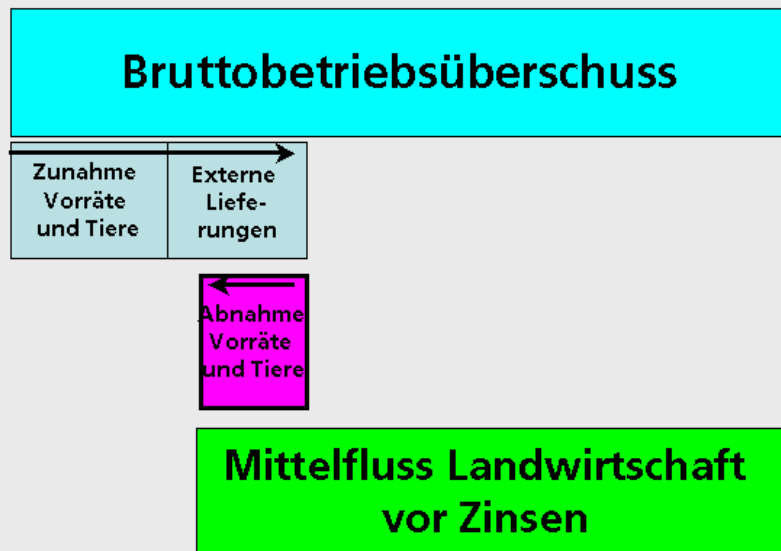 Bruttobetriebsüberschuss
Zunahme
Vorräte
und Tiere
Externe
Liefe-
rungen
Abnahme
Vorräte
und Tiere
Mittelfluss Landwirtschaft
vor Zinsen